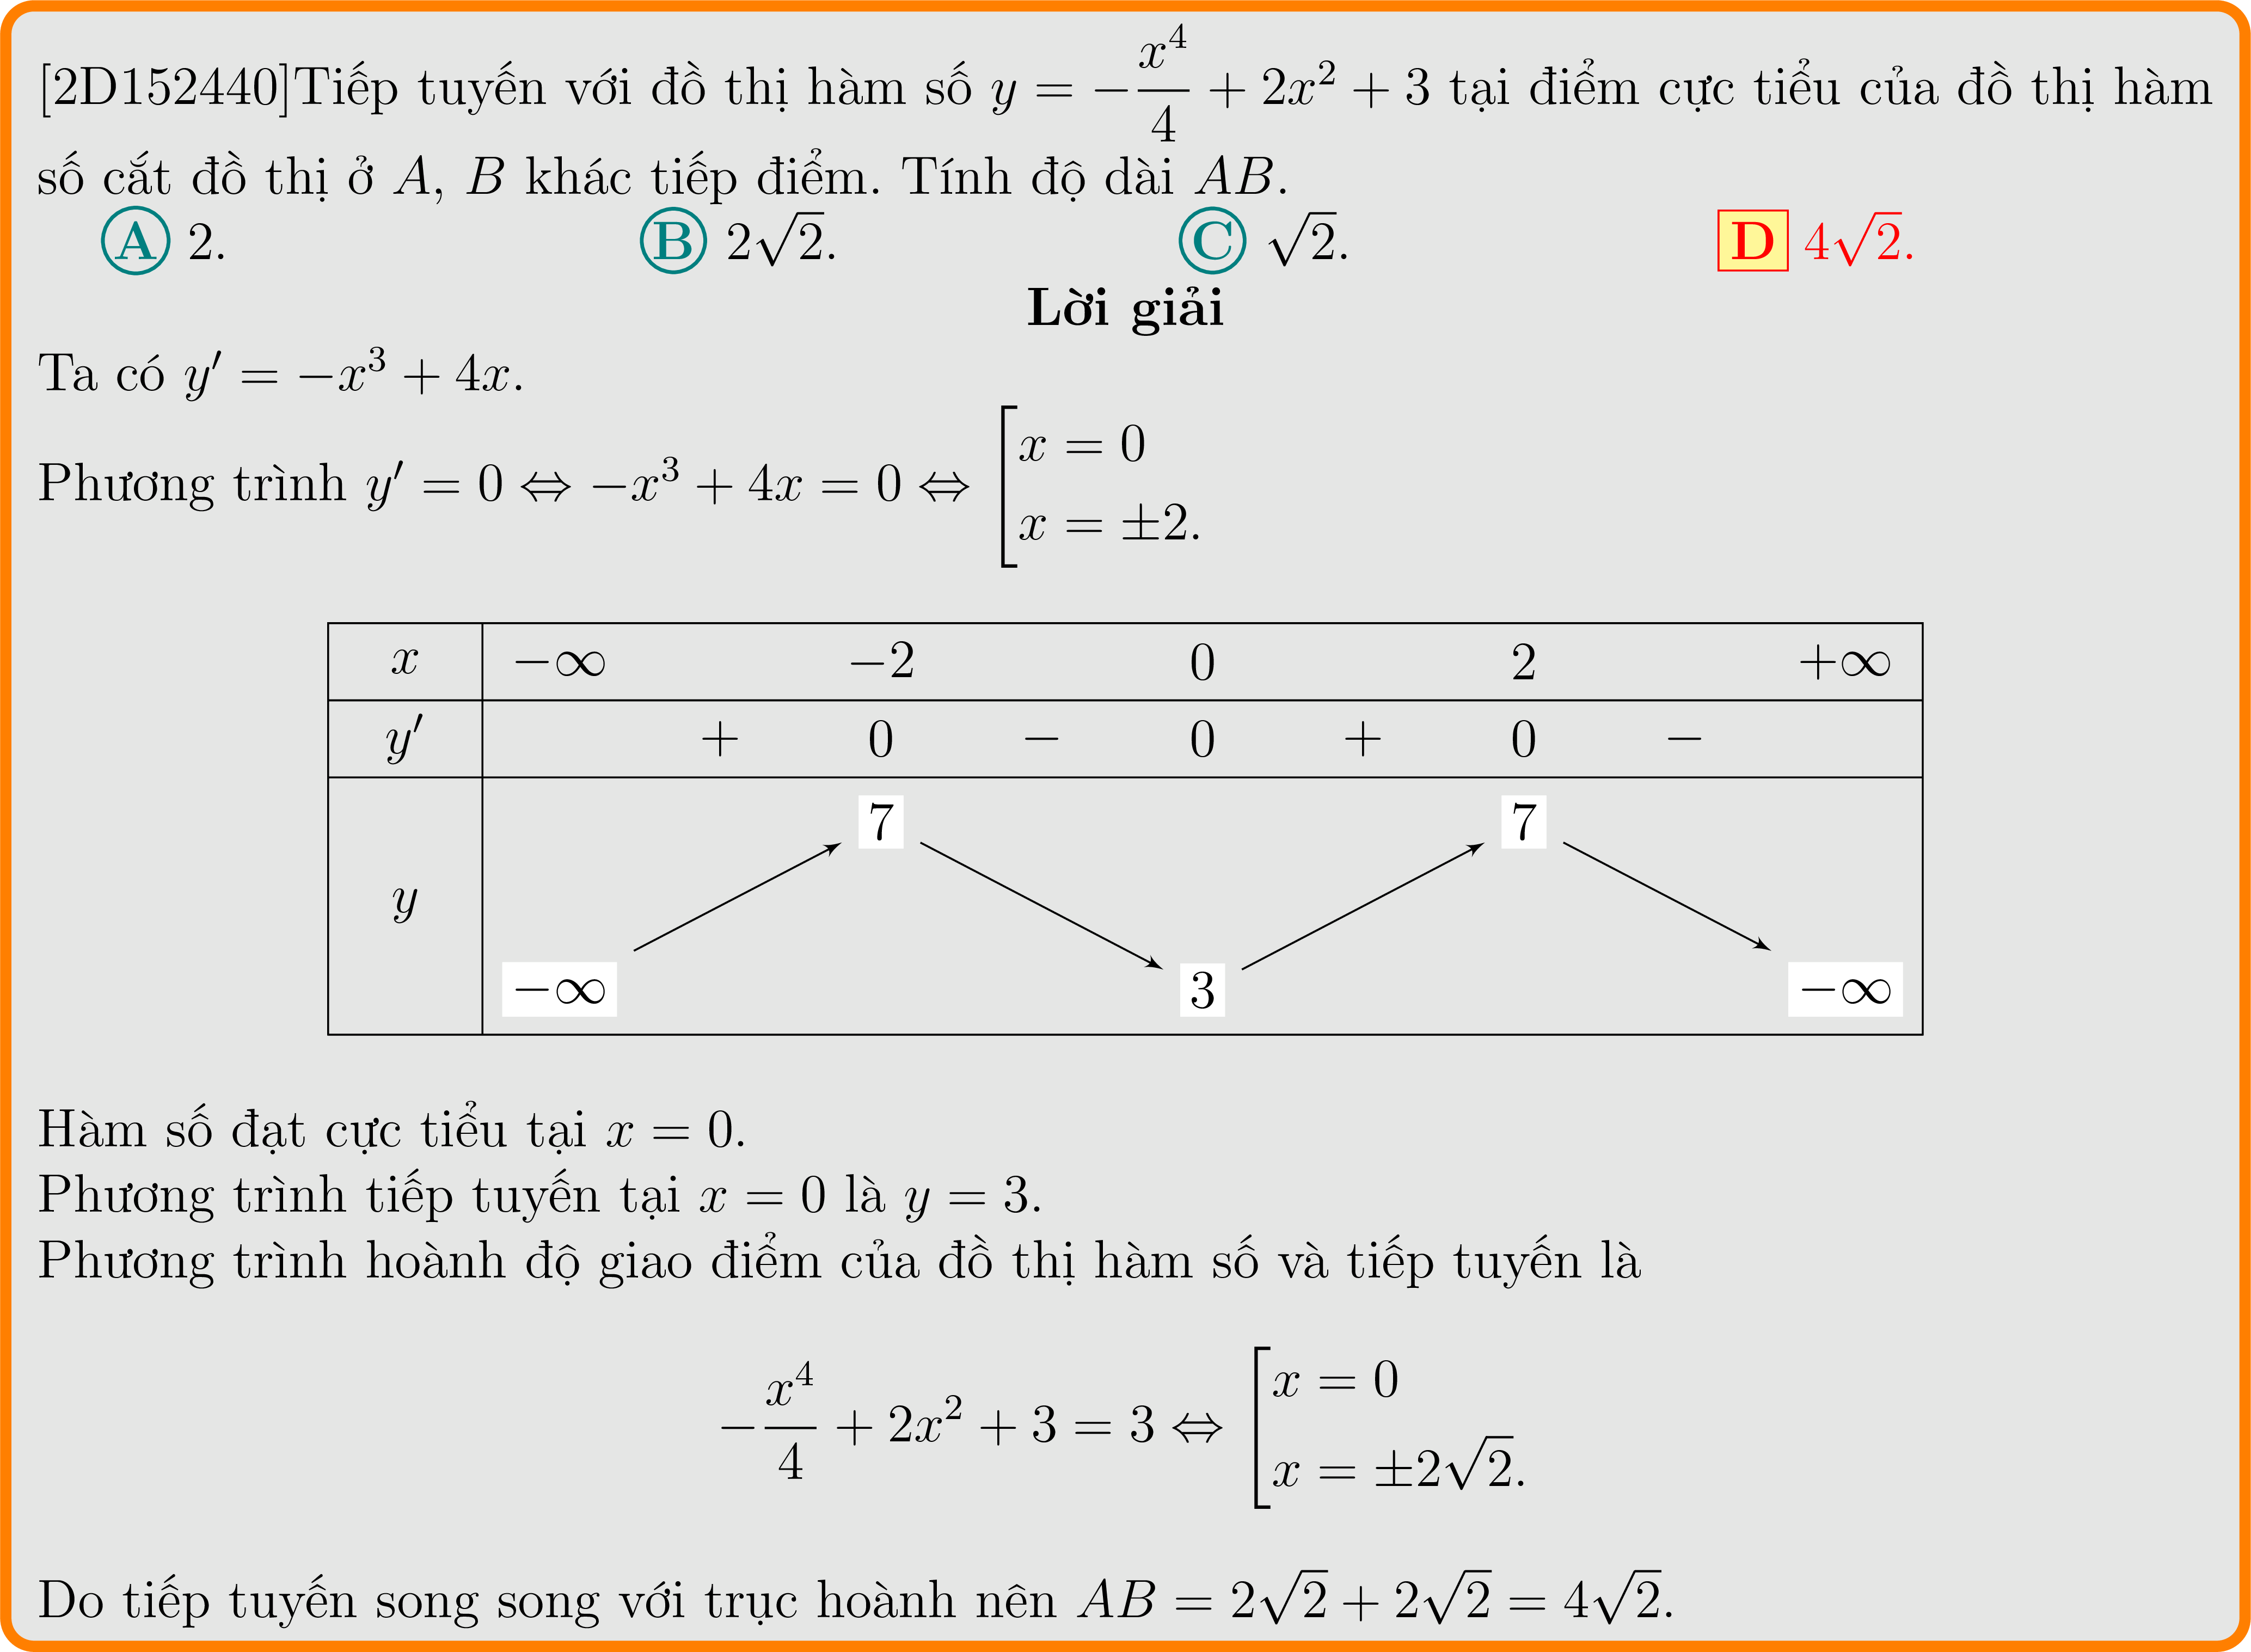 [2D152440]Tiếp tuyến với đồ thị hàm số $y = -\dfrac{x^4}{4} + 2x^2 + 3$ tại điểm cực tiểu của đồ thị hàm
số cắt đồ thị ở $A$, $B$ khác tiếp điểm. Tính độ dài $AB$.
Ⓐ 2. Ⓑ $2\sqrt{2}$. Ⓒ $\sqrt{2}$. D $4\sqrt{2}$.
Lời giải
Ta có $y' = -x^3 + 4x$.
Phương trình $y' = 0 \Leftrightarrow -x^3 + 4x = 0 \Leftrightarrow \left[\begin{array}{l} x = 0 \\ x = \pm 2. \end{array}\right.$
$x$ $-\infty$ $-2$ $0$ $2$ $+\infty$
$y'$ $+$ $0$ $-$ $0$ $+$ $0$ $-$
$y$ $-\infty$ $7$ $3$ $7$ $-\infty$
Hàm số đạt cực tiểu tại $x = 0$.
Phương trình tiếp tuyến tại $x = 0$ là $y = 3$.
Phương trình hoành độ giao điểm của đồ thị hàm số và tiếp tuyến là
$-\dfrac{x^4}{4} + 2x^2 + 3 = 3 \Leftrightarrow \left[\begin{array}{l} x = 0 \\ x = \pm 2\sqrt{2}. \end{array}\right.$
Do tiếp tuyến song song với trục hoành nên $AB = 2\sqrt{2} + 2\sqrt{2} = 4\sqrt{2}$.